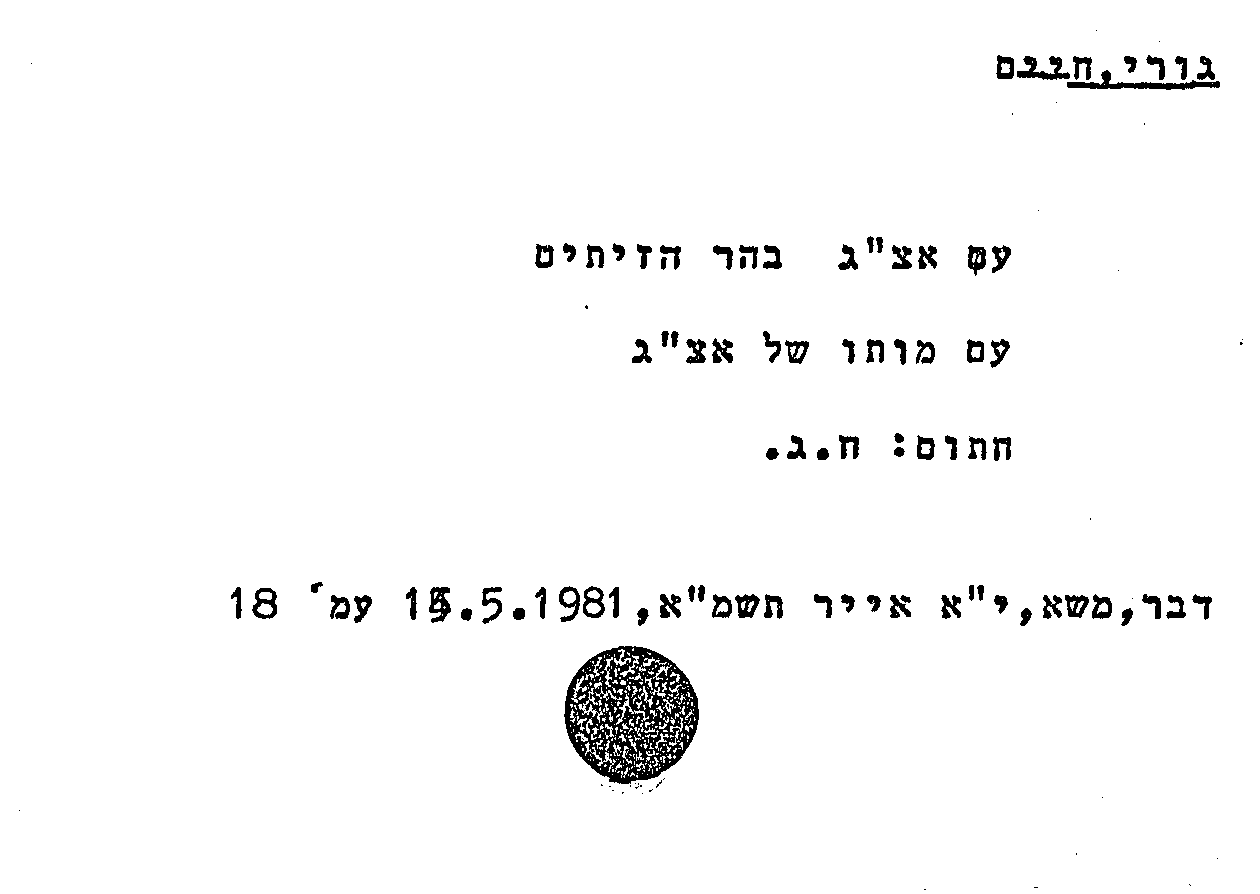 גורי,חיים
עם אצ"ג בהר הזיתים
עם מותו של אצ"ג
חתום: ח.ג.
דבר,משא,י"א אייר תשמ"א,15.5.1981 עמ' 18